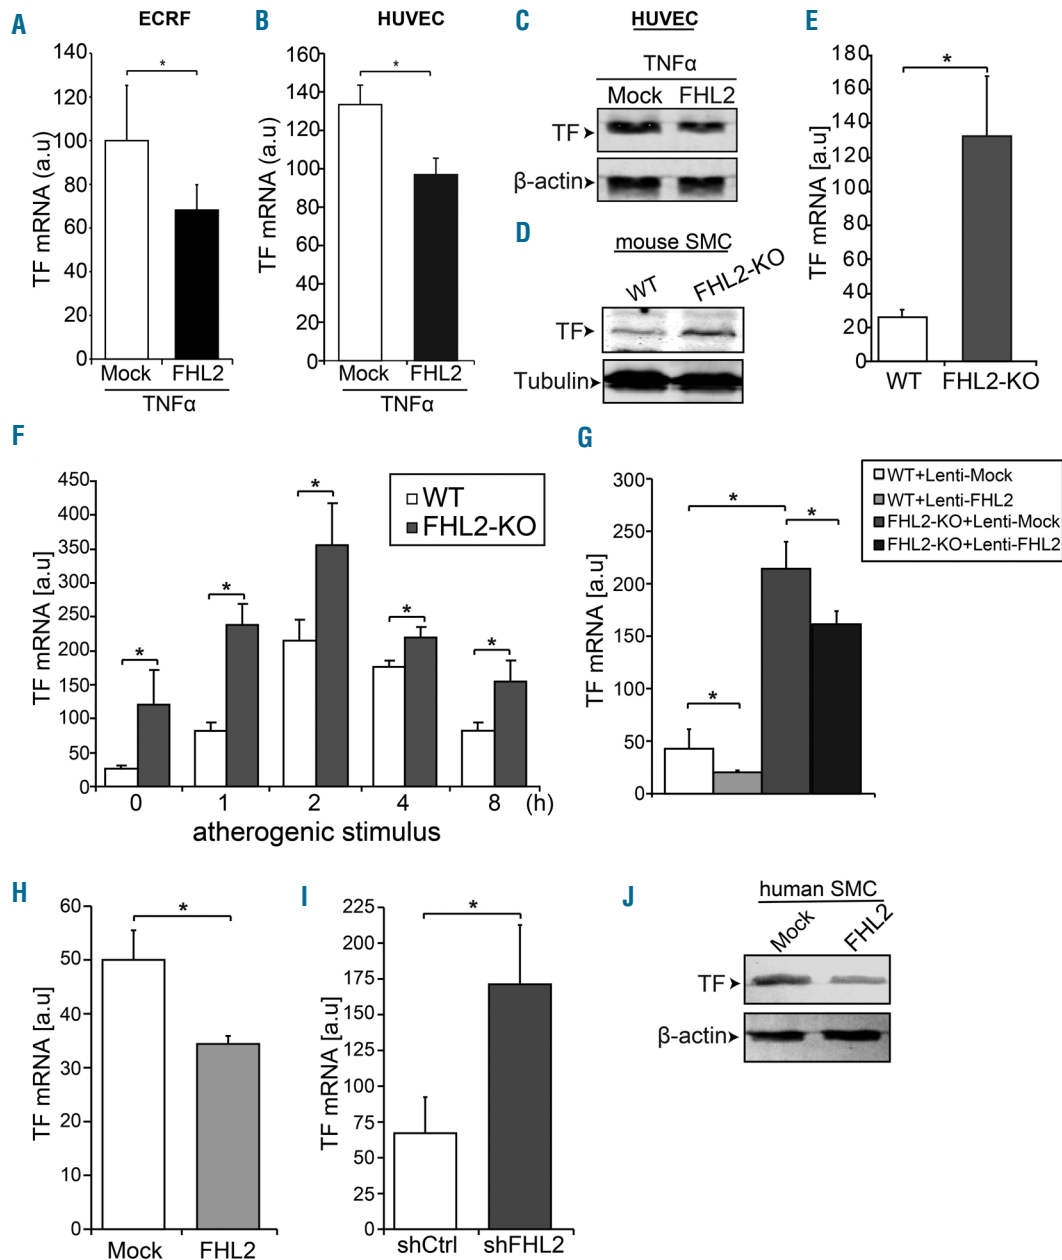 A
ECRF
TF mRNA (a.u)
140
120
100
80
60
40
20
0
*
Mock FHL2
TNFα
B
HUVEC
TF mRNA (a.u)
160
140
120
100
80
60
40
20
0
*
Mock FHL2
TNFα
C
HUVEC
TNFα
Mock FHL2
TF
β-actin
D
mouse SMC
WT FHL2-KO
TF
Tubulin
E
TF mRNA [a.u]
180
160
140
120
100
80
60
40
20
0
*
WT FHL2-KO
F
TF mRNA [a.u]
450
400
350
300
250
200
150
100
50
0
WT
FHL2-KO
* * * * *
0 1 2 4 8 (h)
atherogenic stimulus
G
TF mRNA [a.u]
300
250
200
150
100
50
0
* * *
WT+Lenti-Mock
WT+Lenti-FHL2
FHL2-KO+Lenti-Mock
FHL2-KO+Lenti-FHL2
H
TF mRNA [a.u]
60
50
40
30
20
10
0
*
Mock FHL2
I
TF mRNA [a.u]
225
200
175
150
125
100
75
50
25
0
*
shCtrl shFHL2
J
human SMC
Mock FHL2
TF
β-actin